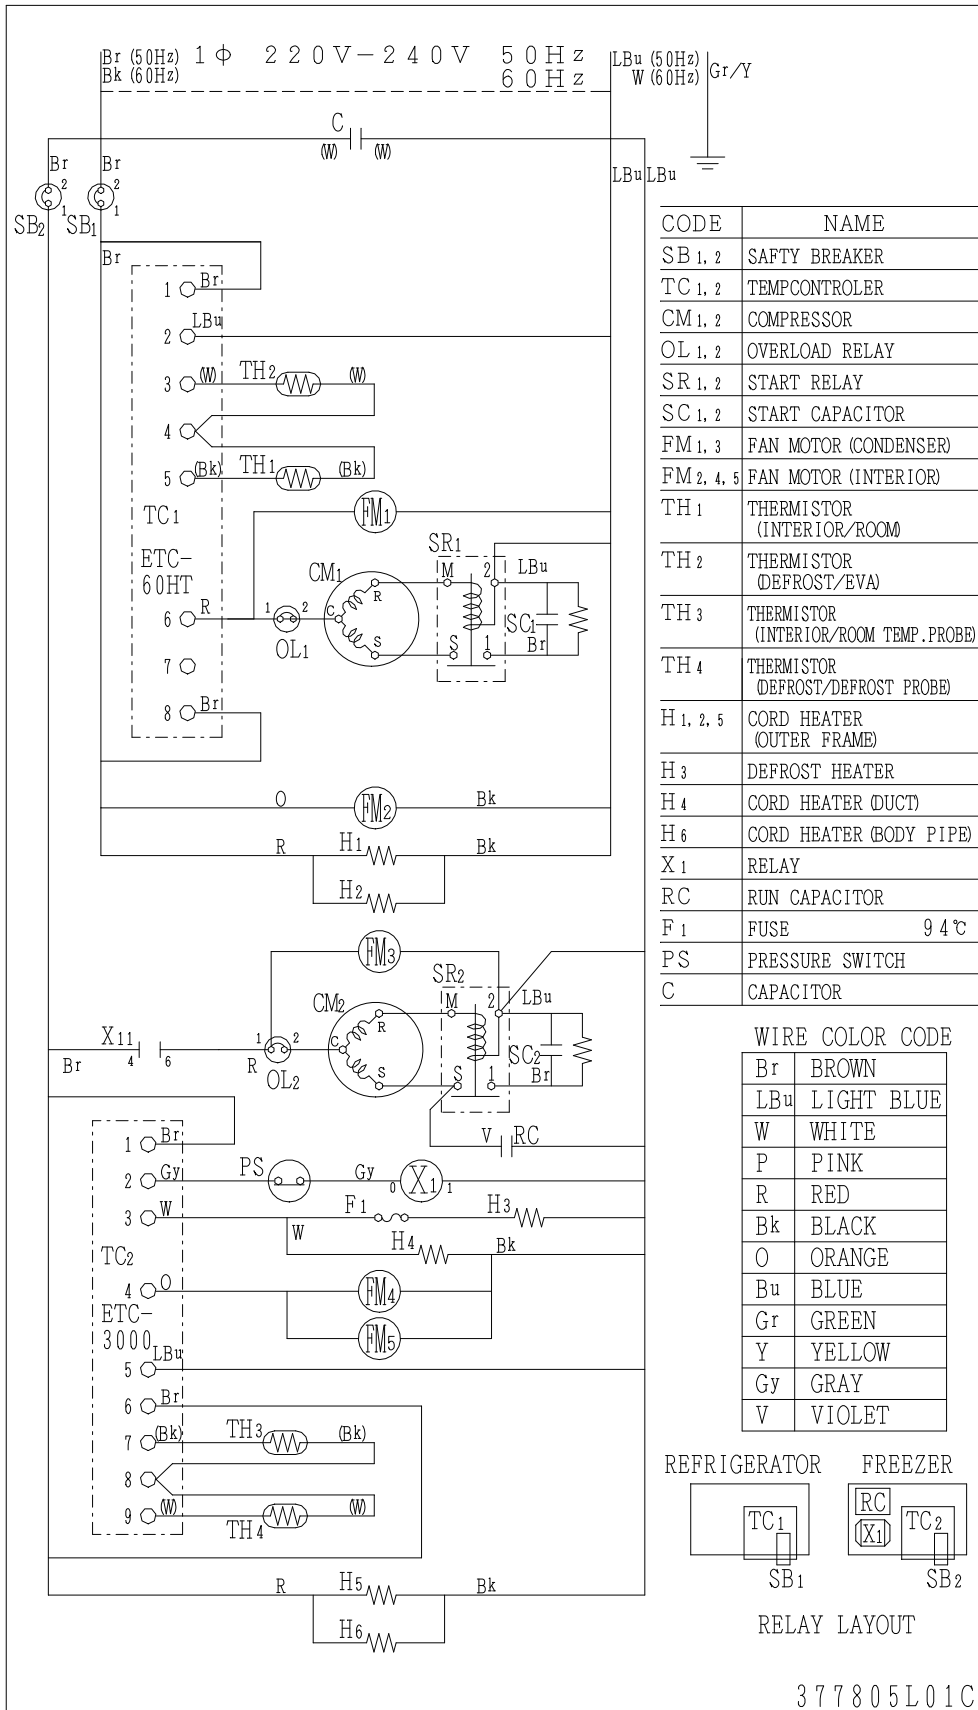 Br (50Hz) 1ϕ 220V-240V 50Hz LBu (50Hz)
Bk (60Hz) 60Hz W (60Hz) Gr/Y
C
(W) (W)
Br Br
LBu LBu
2 2
1 1
SB2 SB1
Br
1 Br
LBu
2
3 (W) TH2 (W)
4
5 (Bk) TH1 (Bk)
TC1
FM1
ETC-
60HT
SR1
CM1 M 2 LBu
R
6 R 1 2 C
SC1
OL1
S S 1 Br
7
8 Br
O FM2 Bk
R H1 Bk
H2
FM3
SR2
CM2 M 2 LBu
R
X11
4 6
1 2 C
SC2
Br R OL2
S S 1 Br
V RC
1 Br
2 Gy PS Gy 0 X1 1
3 W F1 H3
W
H4 Bk
TC2
4 O FM4
ETC-
3000
FM5
LBu
5
6 Br
7 (Bk) TH3 (Bk)
8
9 (W) TH4 (W)
R H5 Bk
H6
CODE NAME
SB 1, 2 SAFTY BREAKER
TC 1, 2 TEMPCONTROLER
CM 1, 2 COMPRESSOR
OL 1, 2 OVERLOAD RELAY
SR 1, 2 START RELAY
SC 1, 2 START CAPACITOR
FM 1, 3 FAN MOTOR (CONDENSER)
FM 2, 4, 5 FAN MOTOR (INTERIOR)
TH 1 THERMISTOR
(INTERIOR/ROOM)
TH 2 THERMISTOR
(DEFROST/EVA)
TH 3 THERMISTOR
(INTERIOR/ROOM TEMP.PROBE)
TH 4 THERMISTOR
(DEFROST/DEFROST PROBE)
H 1, 2, 5 CORD HEATER
(OUTER FRAME)
H 3 DEFROST HEATER
H 4 CORD HEATER (DUCT)
H 6 CORD HEATER (BODY PIPE)
X 1 RELAY
RC RUN CAPACITOR
F 1 FUSE 94℃
PS PRESSURE SWITCH
C CAPACITOR
WIRE COLOR CODE
Br BROWN
LBu LIGHT BLUE
W WHITE
P PINK
R RED
Bk BLACK
O ORANGE
Bu BLUE
Gr GREEN
Y YELLOW
Gy GRAY
V VIOLET
REFRIGERATOR FREEZER
RC
TC1 X1 TC2
SB1 SB2
RELAY LAYOUT
377805L01C